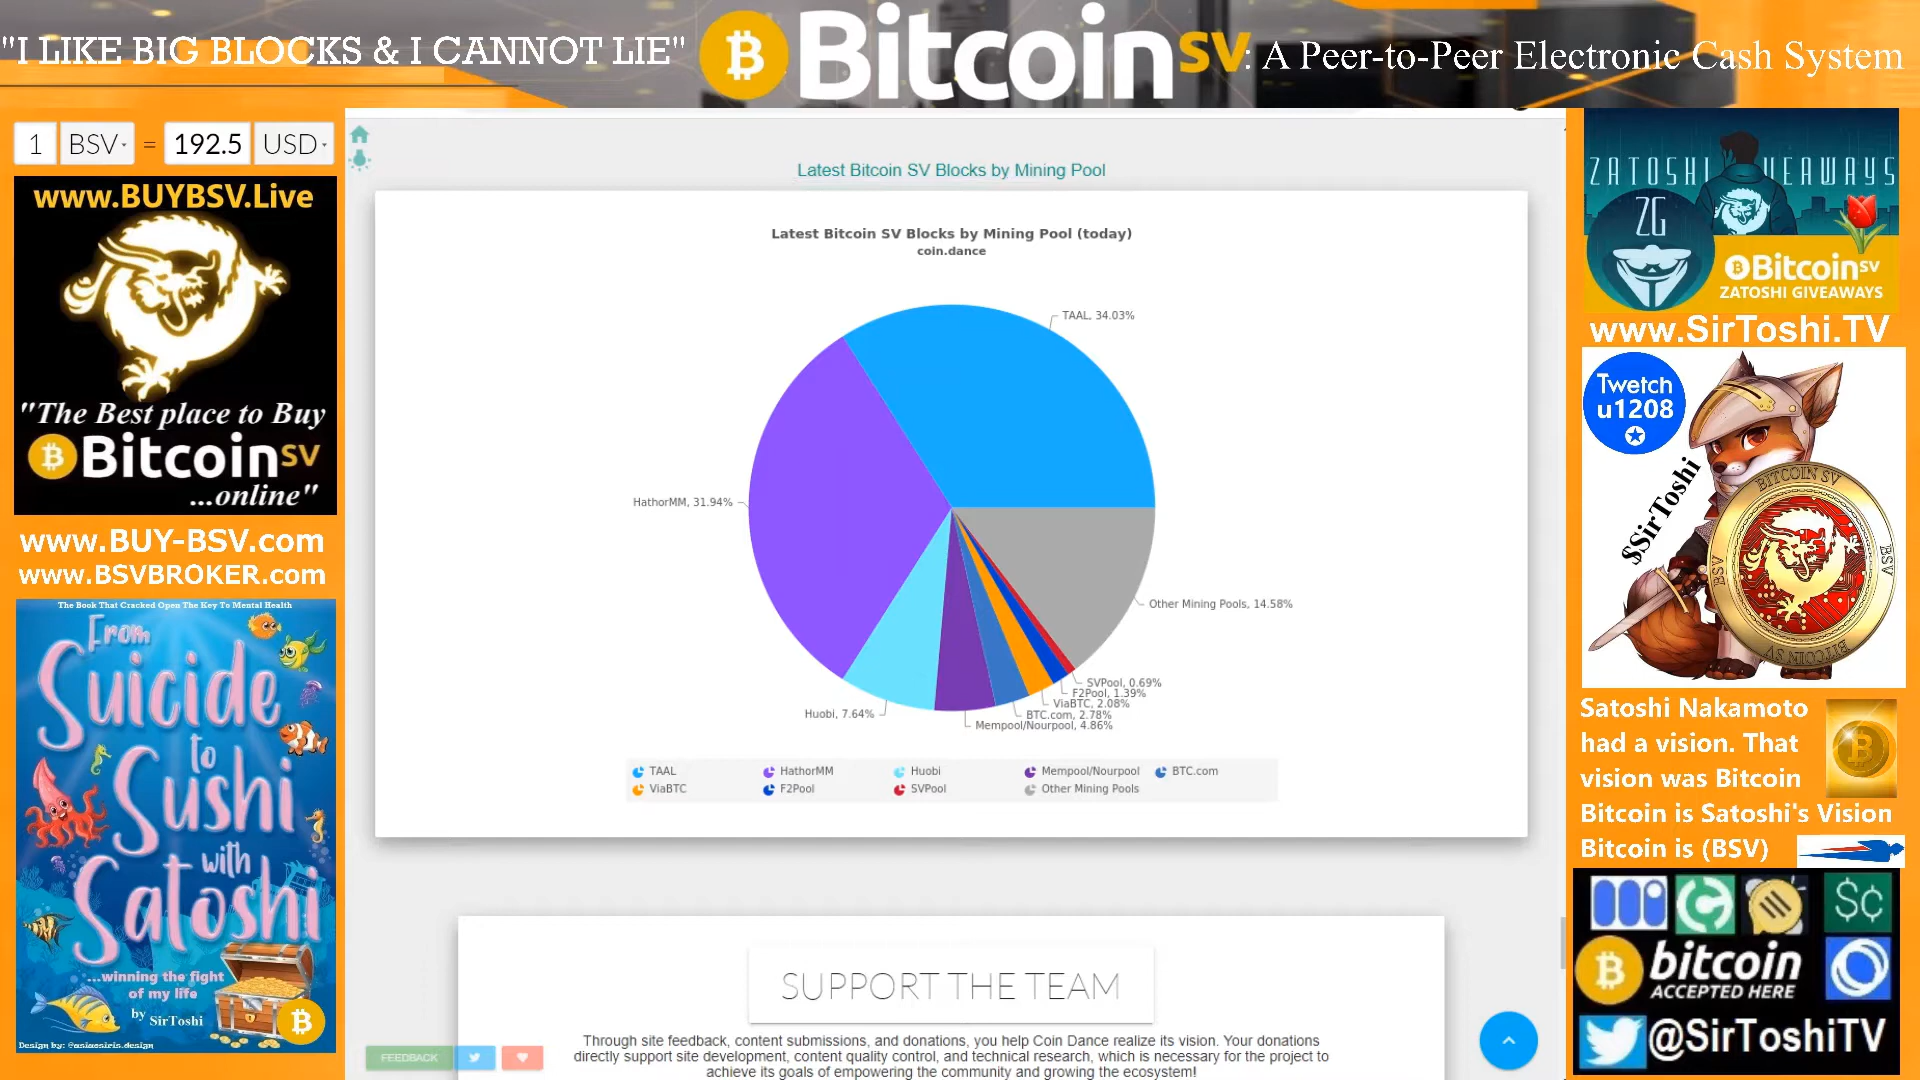 "I LIKE BIG BLOCKS & I CANNOT LIE"
Bitcoin SV : A Peer-to-Peer Electronic Cash System
1 BSV = 192.5 USD
www.BUYBSV.Live
"The Best place to Buy
Bitcoin SV
...online"
www.BUY-BSV.com
www.BSVBROKER.com
The Book That Cracked Open The Key To Mental Health
From
Suicide
to
Sushi
with
Satoshi
...winning the fight
of my life
by SirToshi
Design by: @asiaosiris.design
Latest Bitcoin SV Blocks by Mining Pool
Latest Bitcoin SV Blocks by Mining Pool (today)
coin.dance
TAAL, 34.03%
HathorMM, 31.94%
Other Mining Pools, 14.58%
SVPool, 0.69%
F2Pool, 1.39%
ViaBTC, 2.08%
BTC.com, 2.78%
Mempool/Nourpool, 4.86%
Huobi, 7.64%
TAAL HathorMM Huobi Mempool/Nourpool BTC.com
ViaBTC F2Pool SVPool Other Mining Pools
SUPPORT THE TEAM
Through site feedback, content submissions, and donations, you help Coin Dance realize its vision. Your donations
directly support site development, content quality control, and technical research, which is necessary for the project to
achieve its goals of empowering the community and growing the ecosystem!
FEEDBACK
ZG
Bitcoin SV
ZATOSHI GIVEAWAYS
www.SirToshi.TV
Twetch
u1208
$SirToshi
BITCOIN SV
BSV
BSV
BITCOIN SV
Satoshi Nakamoto
had a vision. That
vision was Bitcoin
Bitcoin is Satoshi's Vision
Bitcoin is (BSV)
$¢
bitcoin
ACCEPTED HERE
@SirToshiTV